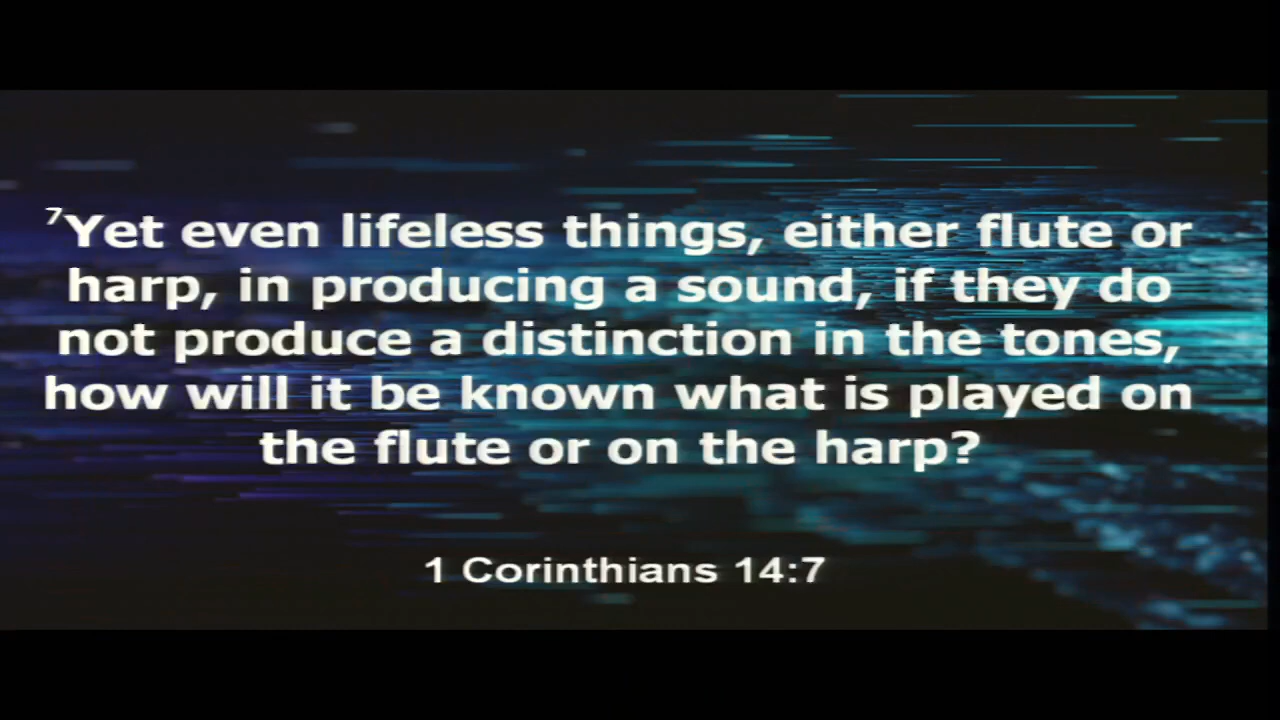 ⁷Yet even lifeless things, either flute or
harp, in producing a sound, if they do
not produce a distinction in the tones,
how will it be known what is played on
the flute or on the harp?
1 Corinthians 14:7